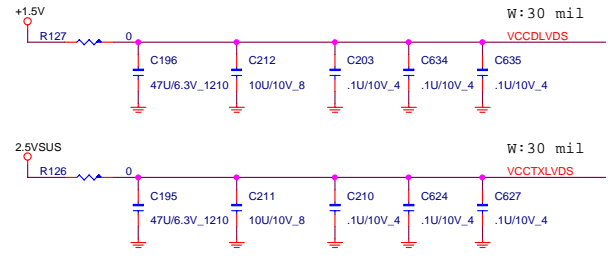 +1.5V
W:30 mil
R127 0 VCCDLVDS
C196 C212 C203 C634 C635
47U/6.3V_1210 10U/10V_8 .1U/10V_4 .1U/10V_4 .1U/10V_4
2.5VSUS
W:30 mil
R126 0 VCCTXLVDS
C195 C211 C210 C624 C627
47U/6.3V_1210 10U/10V_8 .1U/10V_4 .1U/10V_4 .1U/10V_4